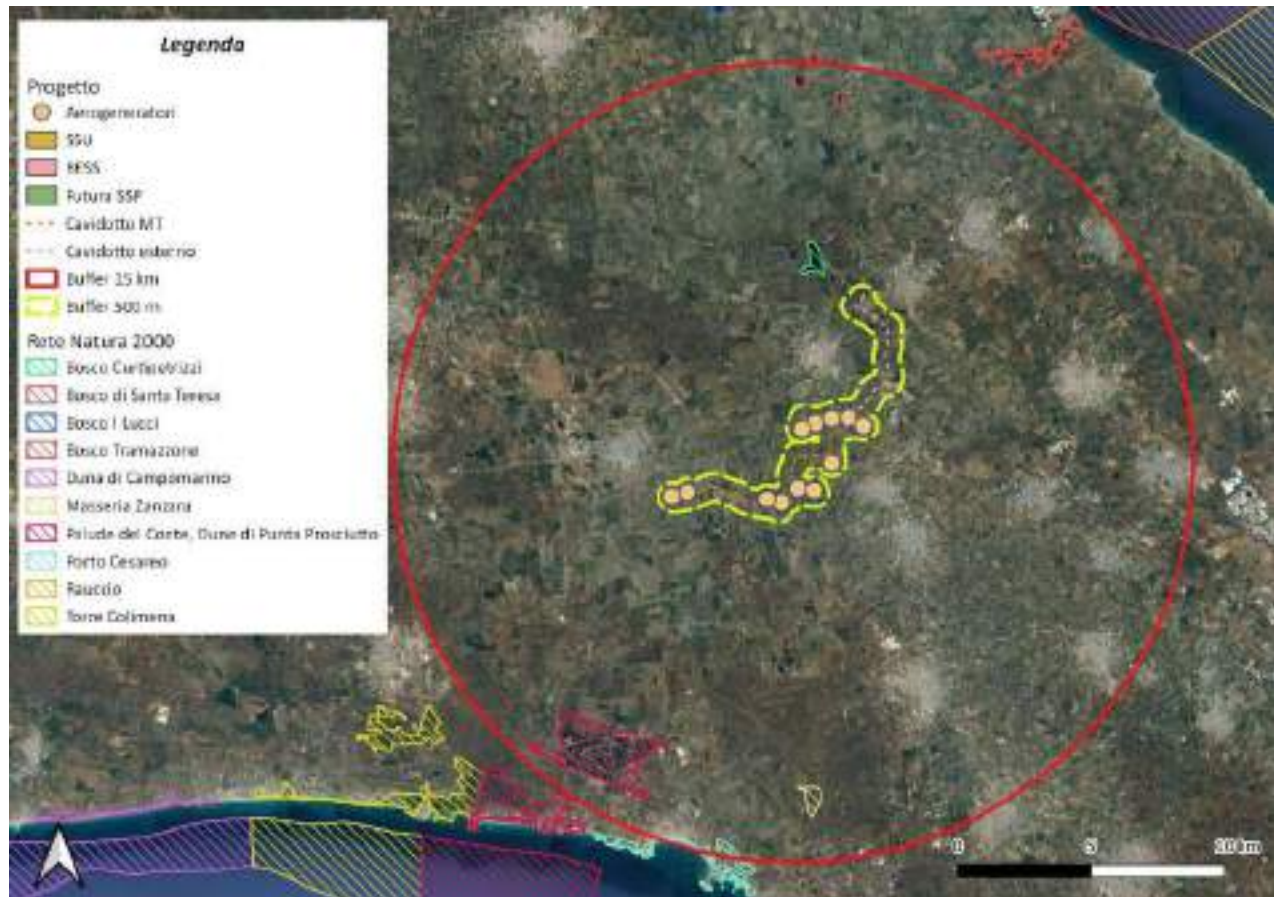 Legenda
Progetto
Aerogeneratori
SSU
BESS
Futura SSP
Cavidotto MT
Cavidotto esterno
Buffer 15 km
Buffer 500 m
Rete Natura 2000
Bosco Curtipetrizzi
Bosco di Santa Teresa
Bosco I Lucci
Bosco Tramazzone
Duna di Campomarino
Masseria Zanzara
Palude del Conte, Dune di Punta Prosciutto
Porto Cesareo
Rauccio
Torre Colimena
0 5 10 km